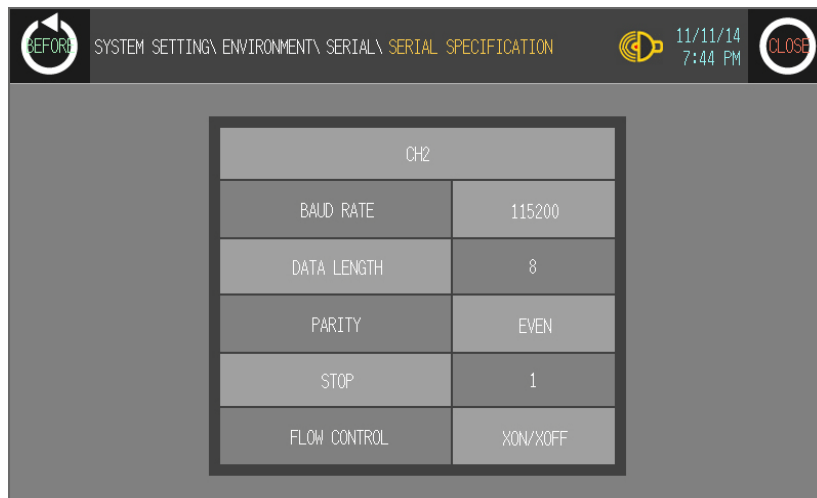 BEFORE
SYSTEM SETTING\ ENVIRONMENT\ SERIAL\ SERIAL SPECIFICATION
11/11/14
7:44 PM
CLOSE
CH2
BAUD RATE 115200
DATA LENGTH 8
PARITY EVEN
STOP 1
FLOW CONTROL XON/XOFF